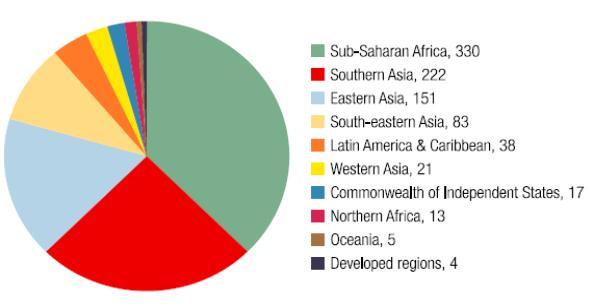 Sub-Saharan Africa, 330
Southern Asia, 222
Eastern Asia, 151
South-eastern Asia, 83
Latin America & Caribbean, 38
Western Asia, 21
Commonwealth of Independent States, 17
Northern Africa, 13
Oceania, 5
Developed regions, 4